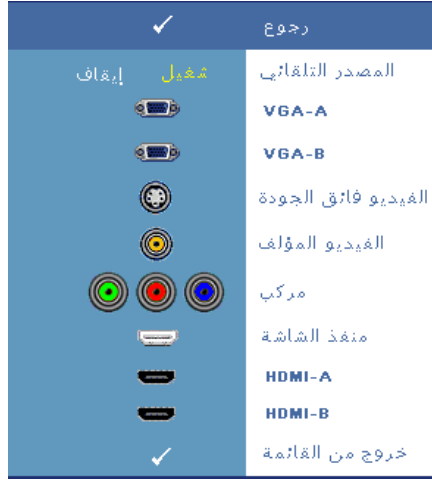 رجوع
المصدر التلقائي شغيل إيقاف
VGA-A
VGA-B
الفيديو فائق الجودة
الفيديو المؤلف
مركب
منفذ الشاشة
HDMI-A
HDMI-B
خروج من القائمة